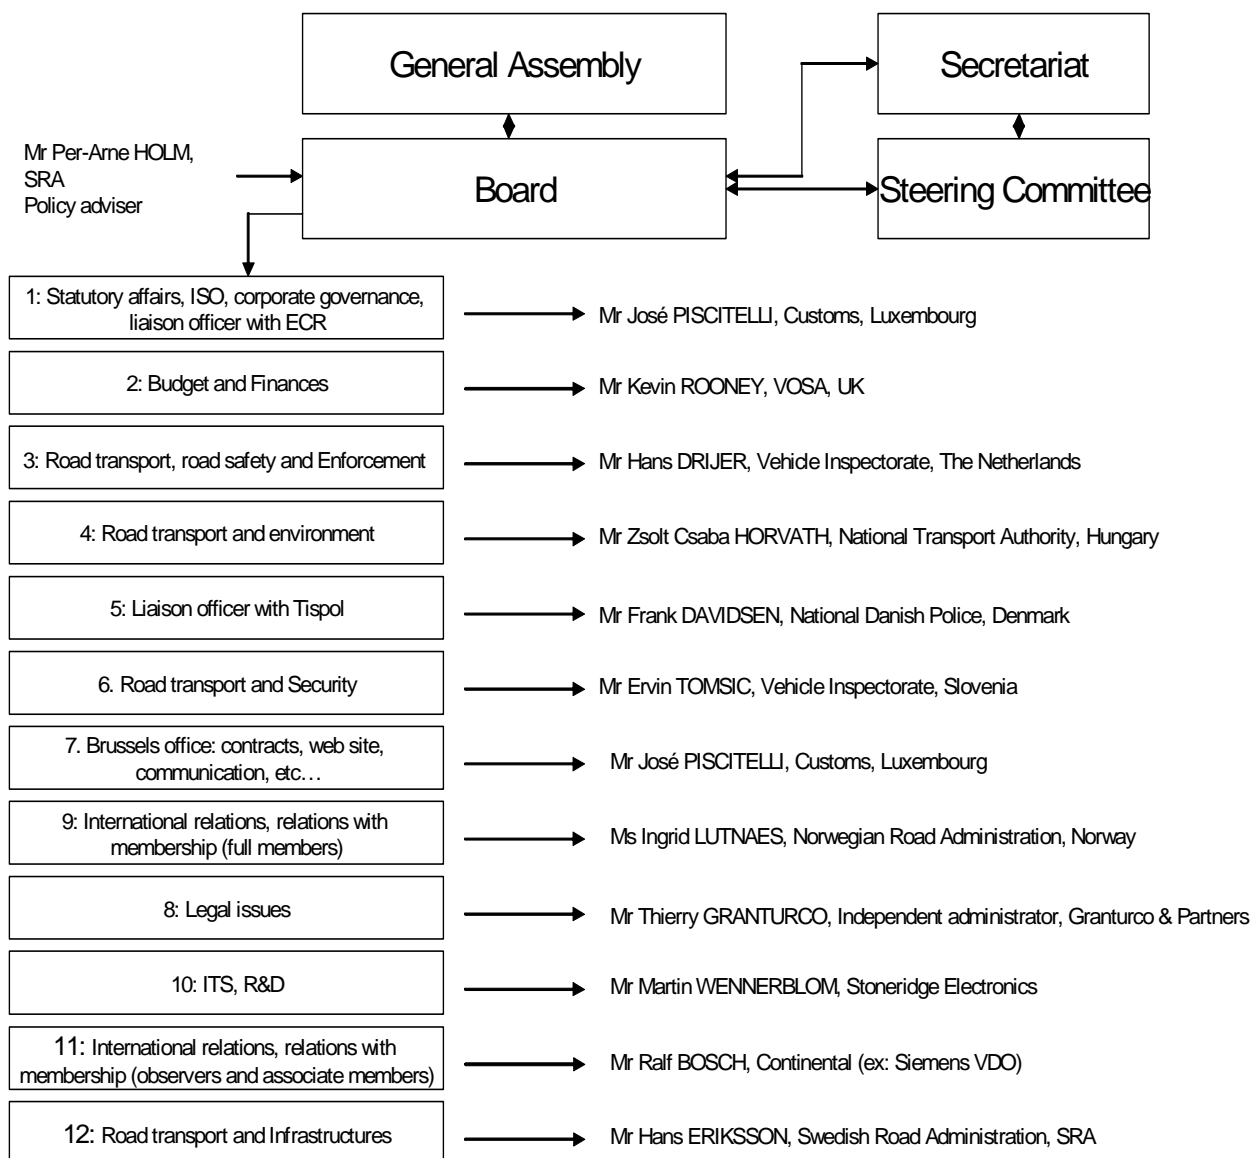 General Assembly
Secretariat
Mr Per-Arne HOLM,
SRA
Policy adviser
Board
Steering Committee
1: Statutory affairs, ISO, corporate governance,
liaison officer with ECR
Mr José PISCITELLI, Customs, Luxembourg
2: Budget and Finances
Mr Kevin ROONEY, VOSA, UK
3: Road transport, road safety and Enforcement
Mr Hans DRIJER, Vehicle Inspectorate, The Netherlands
4: Road transport and environment
Mr Zsolt Csaba HORVATH, National Transport Authority, Hungary
5: Liaison officer with Tispol
Mr Frank DAVIDSEN, National Danish Police, Denmark
6. Road transport and Security
Mr Ervin TOMSIC, Vehicle Inspectorate, Slovenia
7. Brussels office: contracts, web site,
communication, etc…
Mr José PISCITELLI, Customs, Luxembourg
9: International relations, relations with
membership (full members)
Ms Ingrid LUTNAES, Norwegian Road Administration, Norway
8: Legal issues
Mr Thierry GRANTURCO, Independent administrator, Granturco & Partners
10: ITS, R&D
Mr Martin WENNERBLOM, Stoneridge Electronics
11: International relations, relations with
membership (observers and associate members)
Mr Ralf BOSCH, Continental (ex: Siemens VDO)
12: Road transport and Infrastructures
Mr Hans ERIKSSON, Swedish Road Administration, SRA